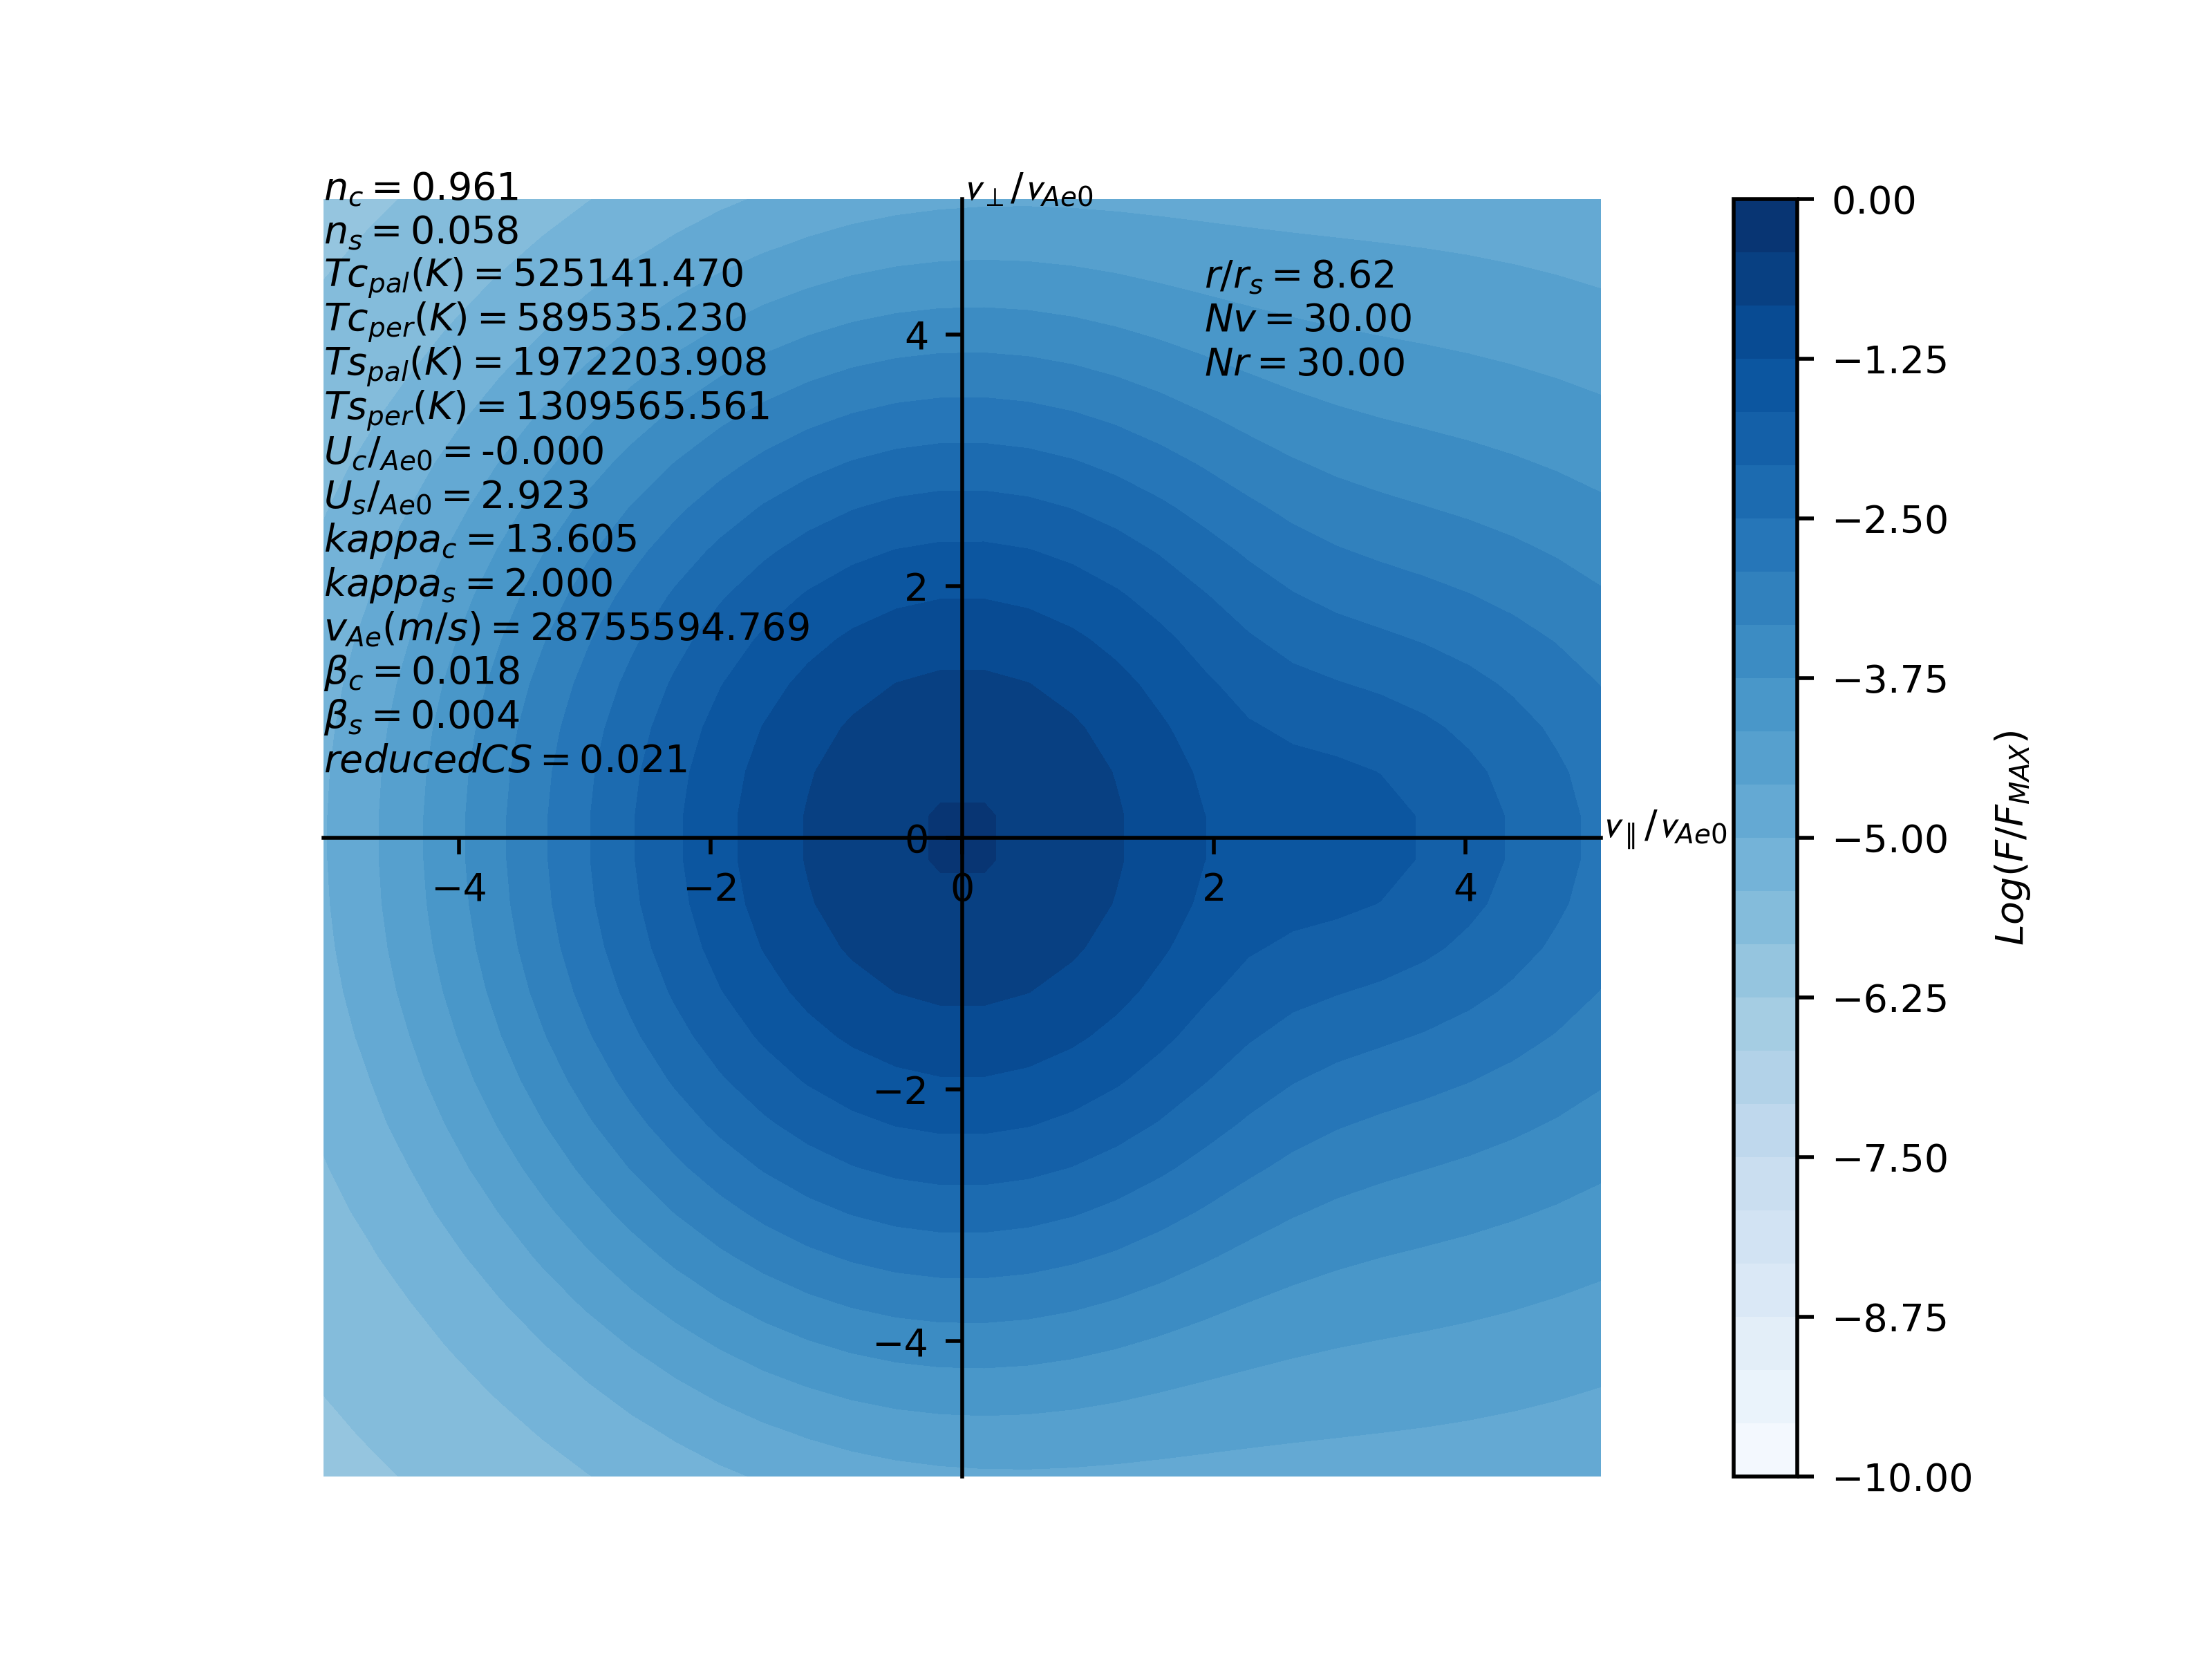 n_c = 0.961
n_s = 0.058
Tc_pal(K) = 525141.470
Tc_per(K) = 589535.230
Ts_pal(K) = 1972203.908
Ts_per(K) = 1309565.561
U_c/_Ae0 = -0.000
U_s/_Ae0 = 2.923
kappa_c = 13.605
kappa_s = 2.000
v_Ae(m/s) = 28755594.769
β_c = 0.018
β_s = 0.004
reducedCS = 0.021
v_⊥/v_Ae0
r/r_s = 8.62
Nv = 30.00
Nr = 30.00
4
2
0
−2
−4
−4 −2 0 2 4
v_∥/v_Ae0
0.00
−1.25
−2.50
−3.75
−5.00
−6.25
−7.50
−8.75
−10.00
Log(F/F_MAX)